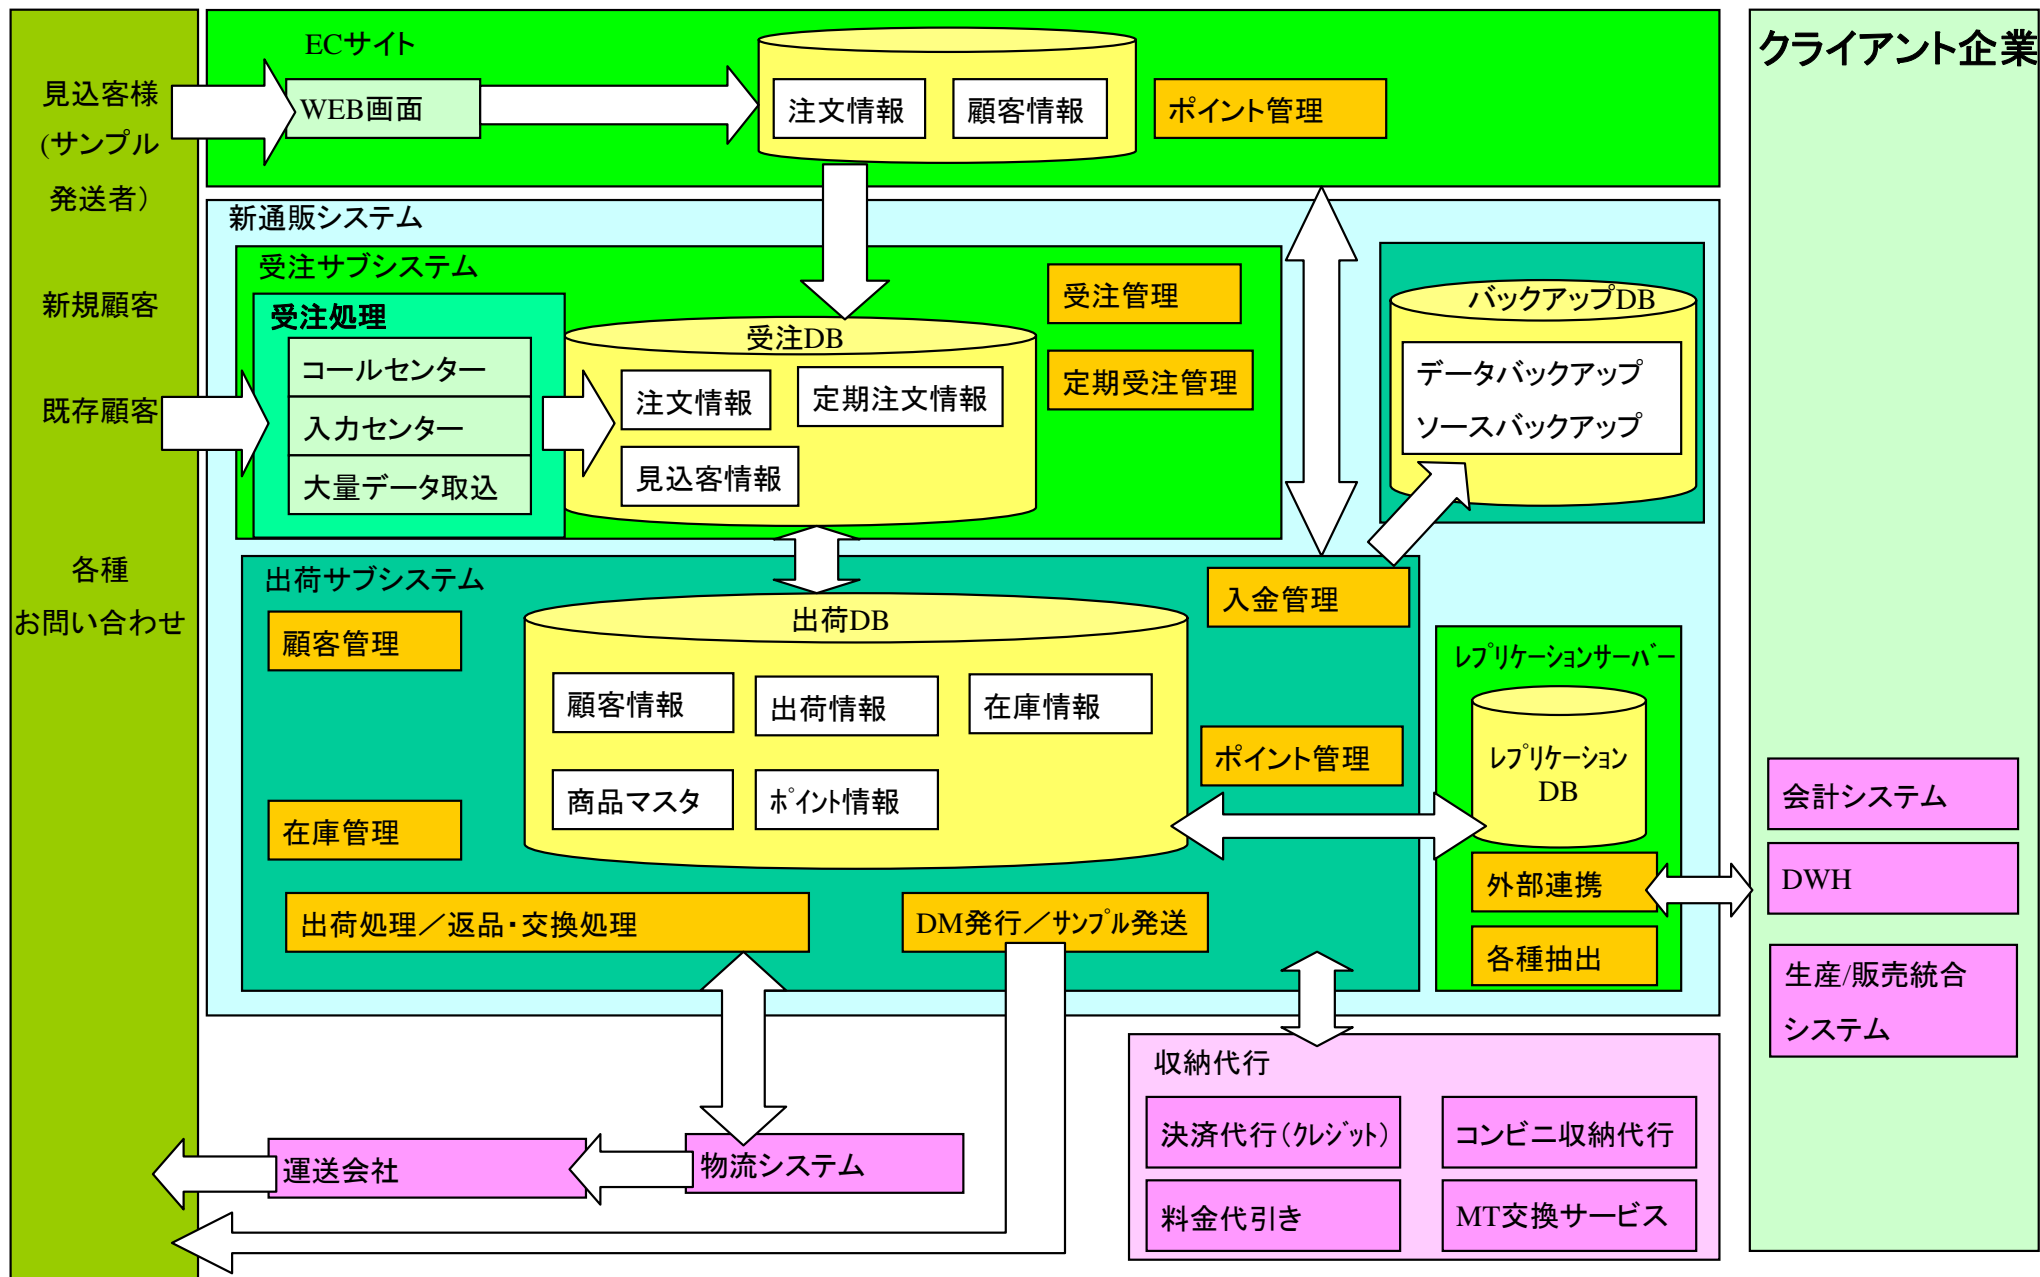 見込客様
(サンプル
発送者）
新規顧客
既存顧客
各種
お問い合わせ
ECサイト
WEB画面
注文情報
顧客情報
ポイント管理
新通販システム
受注サブシステム
受注処理
コールセンター
入力センター
大量データ取込
受注DB
注文情報
定期注文情報
見込客情報
受注管理
定期受注管理
バックアップDB
データバックアップ
ソースバックアップ
出荷サブシステム
顧客管理
在庫管理
出荷DB
顧客情報
出荷情報
在庫情報
商品マスタ
ﾎﾟｲﾝﾄ情報
入金管理
ポイント管理
出荷処理／返品・交換処理
DM発行／ｻﾝﾌﾟﾙ発送
ﾚﾌﾟﾘｹｰｼｮﾝｻｰﾊﾞｰ
ﾚﾌﾟﾘｹｰｼｮﾝ
DB
外部連携
各種抽出
運送会社
物流システム
収納代行
決済代行（ｸﾚｼﾞｯﾄ）
コンビニ収納代行
料金代引き
MT交換サービス
クライアント企業
会計システム
DWH
生産/販売統合
システム